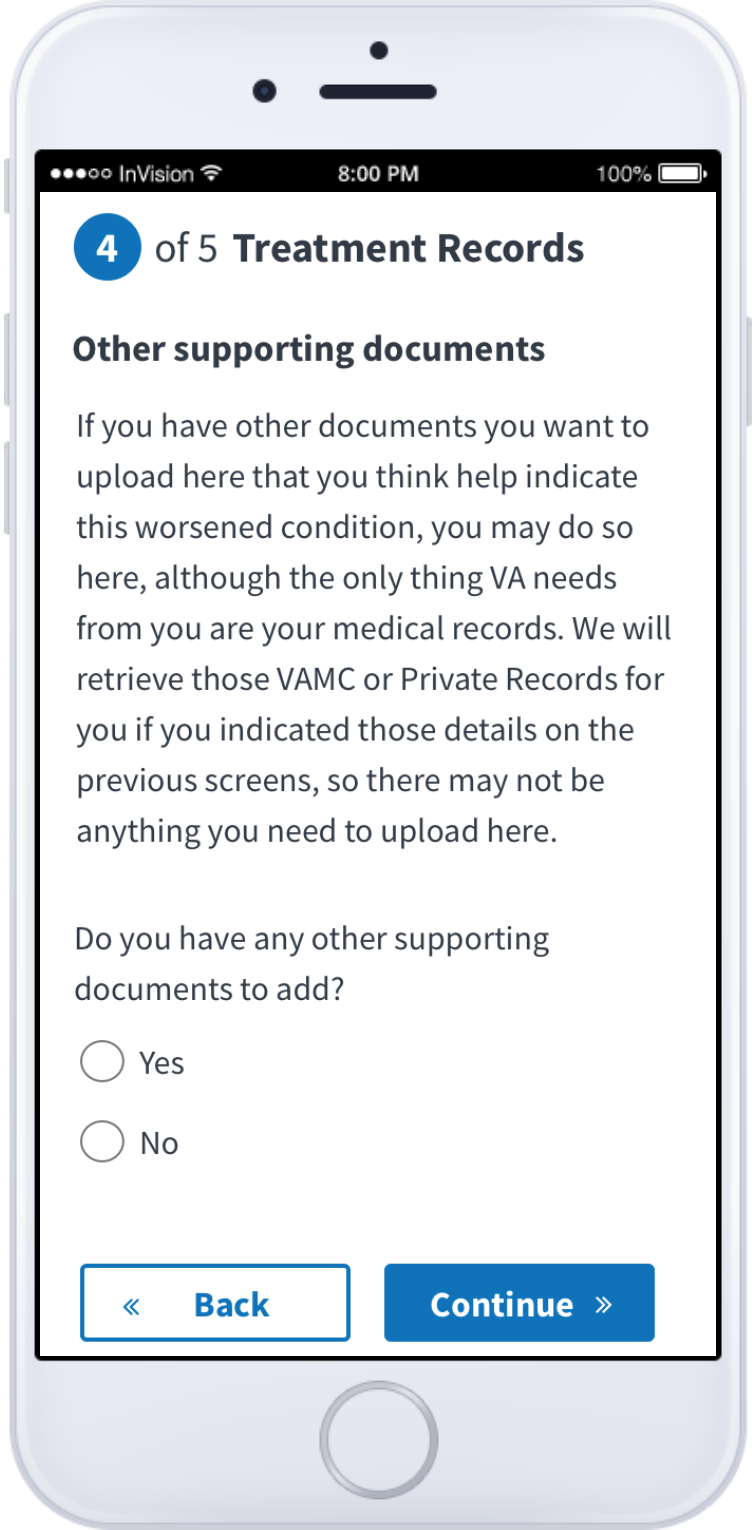 InVision 8:00 PM 100%
4 of 5 Treatment Records
Other supporting documents
If you have other documents you want to
upload here that you think help indicate
this worsened condition, you may do so
here, although the only thing VA needs
from you are your medical records. We will
retrieve those VAMC or Private Records for
you if you indicated those details on the
previous screens, so there may not be
anything you need to upload here.
Do you have any other supporting
documents to add?
Yes
No
« Back Continue »